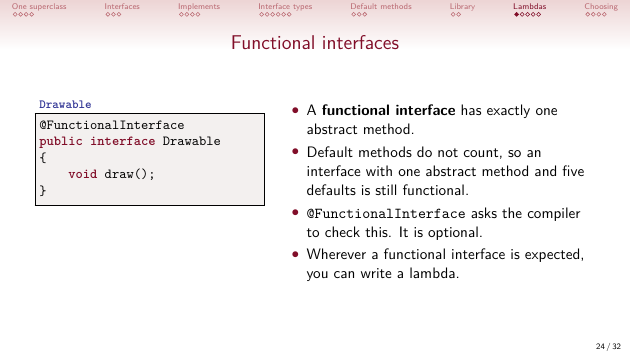 One superclass Interfaces Implements Interface types Default methods Library Lambdas Choosing
Functional interfaces
Drawable
@FunctionalInterface
public interface Drawable
{
void draw();
}
• A functional interface has exactly one
abstract method.
• Default methods do not count, so an
interface with one abstract method and five
defaults is still functional.
• @FunctionalInterface asks the compiler
to check this. It is optional.
• Wherever a functional interface is expected,
you can write a lambda.
24 / 32